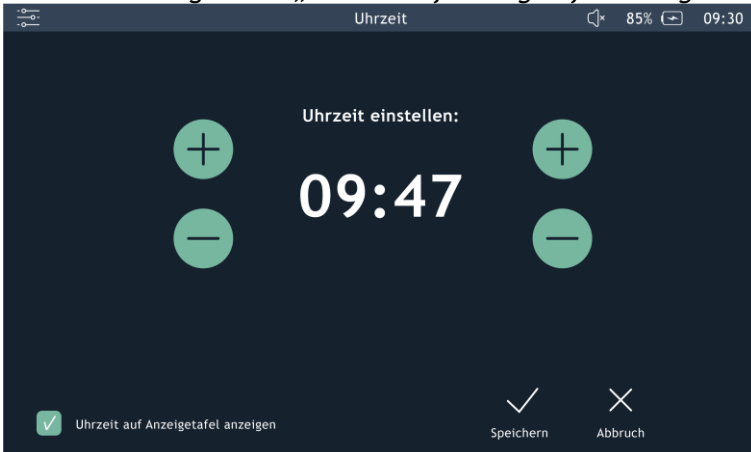 Uhrzeit 85% 09:30
Uhrzeit einstellen:
09:47
Uhrzeit auf Anzeigetafel anzeigen
Speichern Abbruch